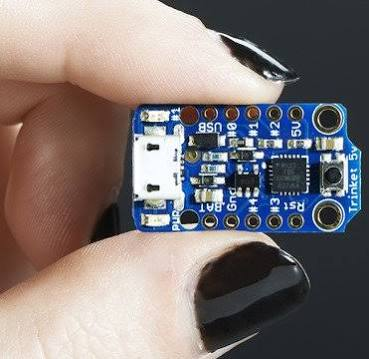 #1
USB #0 #1 #2 5V
PWR
BAT Gnd #4 #3 Rst
Trinket 5v